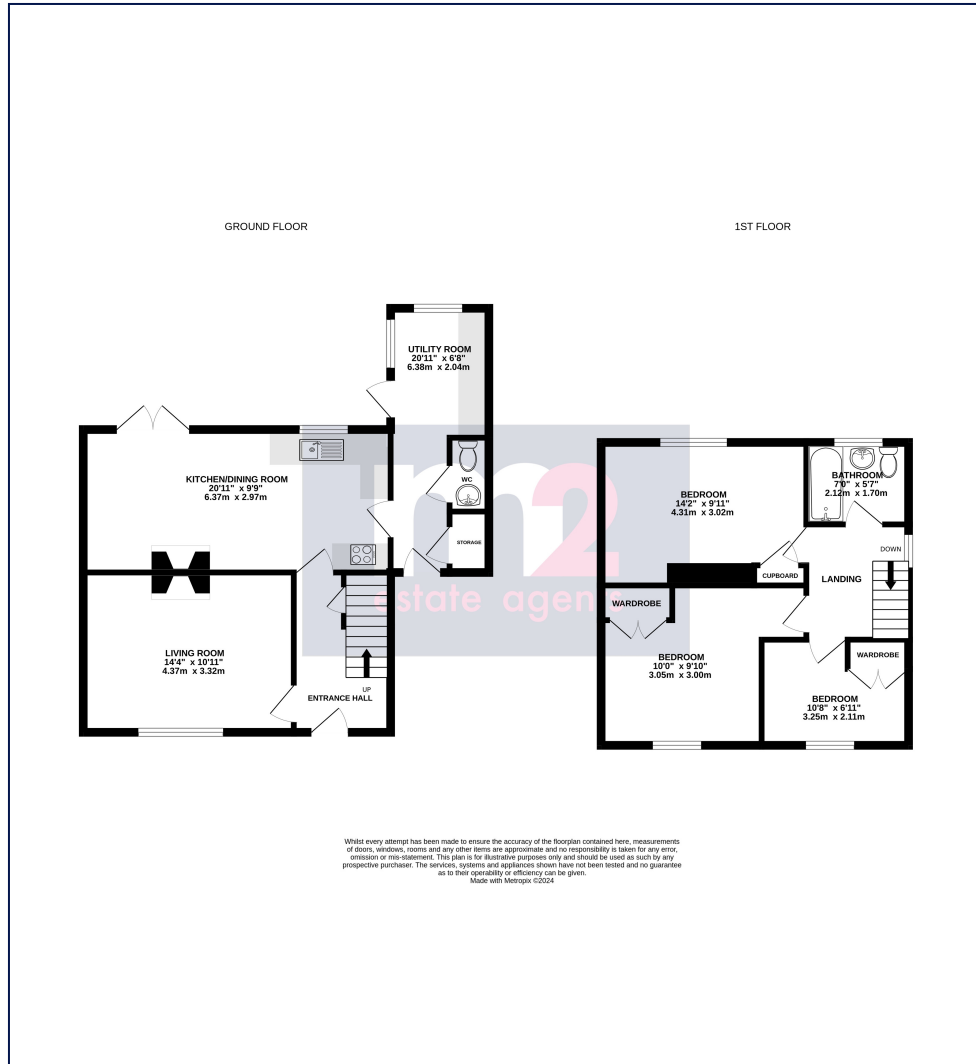 GROUND FLOOR
1ST FLOOR
UTILITY ROOM
20'11" x 6'8"
6.38m x 2.04m
KITCHEN/DINING ROOM
20'11" x 9'9"
6.37m x 2.97m
WC
STORAGE
LIVING ROOM
14'4" x 10'11"
4.37m x 3.32m
UP
ENTRANCE HALL
BEDROOM
14'2" x 9'11"
4.31m x 3.02m
BATHROOM
7'0" x 5'7"
2.12m x 1.70m
DOWN
CUPBOARD
LANDING
WARDROBE
BEDROOM
10'0" x 9'10"
3.05m x 3.00m
WARDROBE
BEDROOM
10'8" x 6'11"
3.25m x 2.11m
m2
estate agents
Whilst every attempt has been made to ensure the accuracy of the floorplan contained here, measurements
of doors, windows, rooms and any other items are approximate and no responsibility is taken for any error,
omission or mis-statement. This plan is for illustrative purposes only and should be used as such by any
prospective purchaser. The services, systems and appliances shown have not been tested and no guarantee
as to their operability or efficiency can be given.
Made with Metropix ©2024